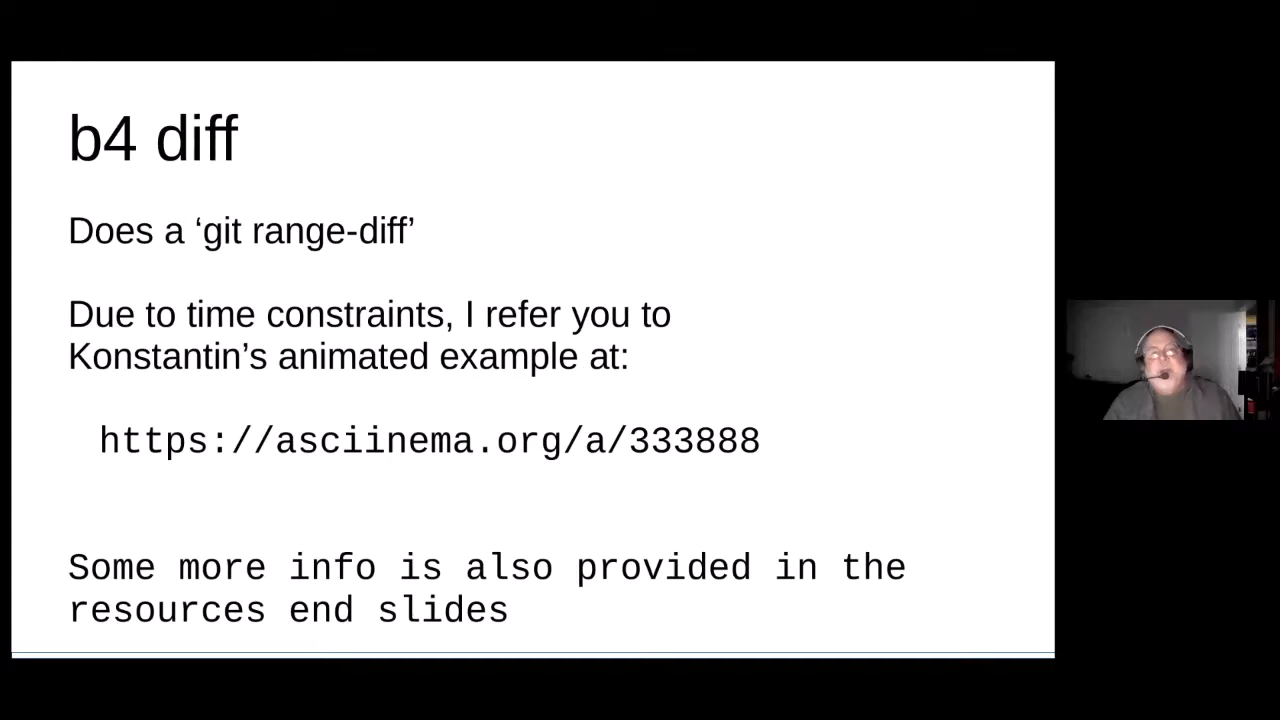 b4 diff
Does a ‘git range-diff’
Due to time constraints, I refer you to
Konstantin’s animated example at:
https://asciinema.org/a/333888
Some more info is also provided in the
resources end slides